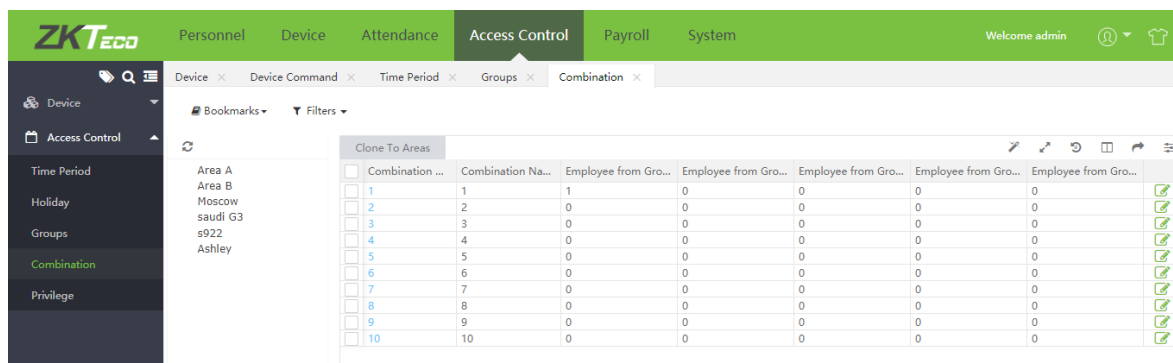 ZKTeco Personnel Device Attendance Access Control Payroll System Welcome admin
Device Device Command Time Period Groups Combination
Device
Bookmarks Filters
Access Control
Clone To Areas
Time Period
Holiday
Groups
Combination
Privilege
Area A
Area B
Moscow
saudi G3
s922
Ashley
Combination ... Combination Na... Employee from Gro... Employee from Gro... Employee from Gro... Employee from Gro... Employee from Gro...
1 1 1 0 0 0 0
2 2 0 0 0 0 0
3 3 0 0 0 0 0
4 4 0 0 0 0 0
5 5 0 0 0 0 0
6 6 0 0 0 0 0
7 7 0 0 0 0 0
8 8 0 0 0 0 0
9 9 0 0 0 0 0
10 10 0 0 0 0 0